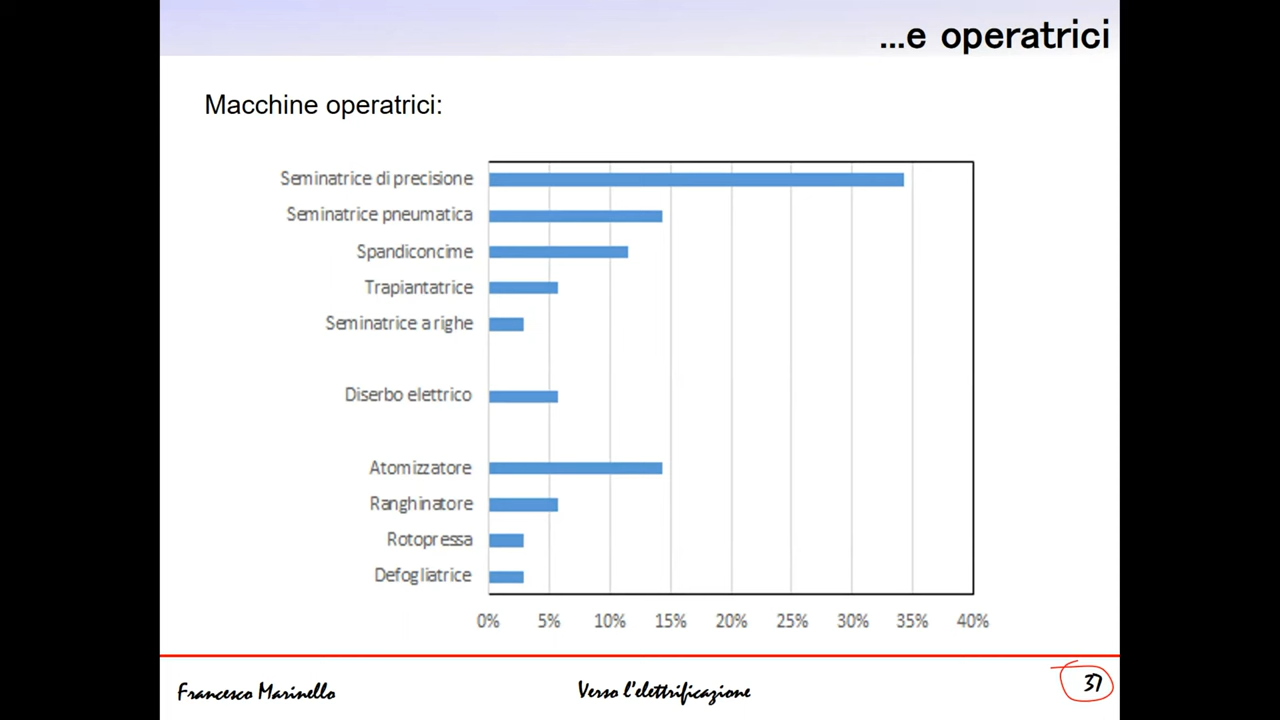 ...e operatrici
Macchine operatrici:
Seminatrice di precisione
Seminatrice pneumatica
Spandiconcime
Trapiantatrice
Seminatrice a righe
Diserbo elettrico
Atomizzatore
Ranghinatore
Rotopressa
Defogliatrice
0% 5% 10% 15% 20% 25% 30% 35% 40%
Francesco Marinello Verso l'elettrificazione 37